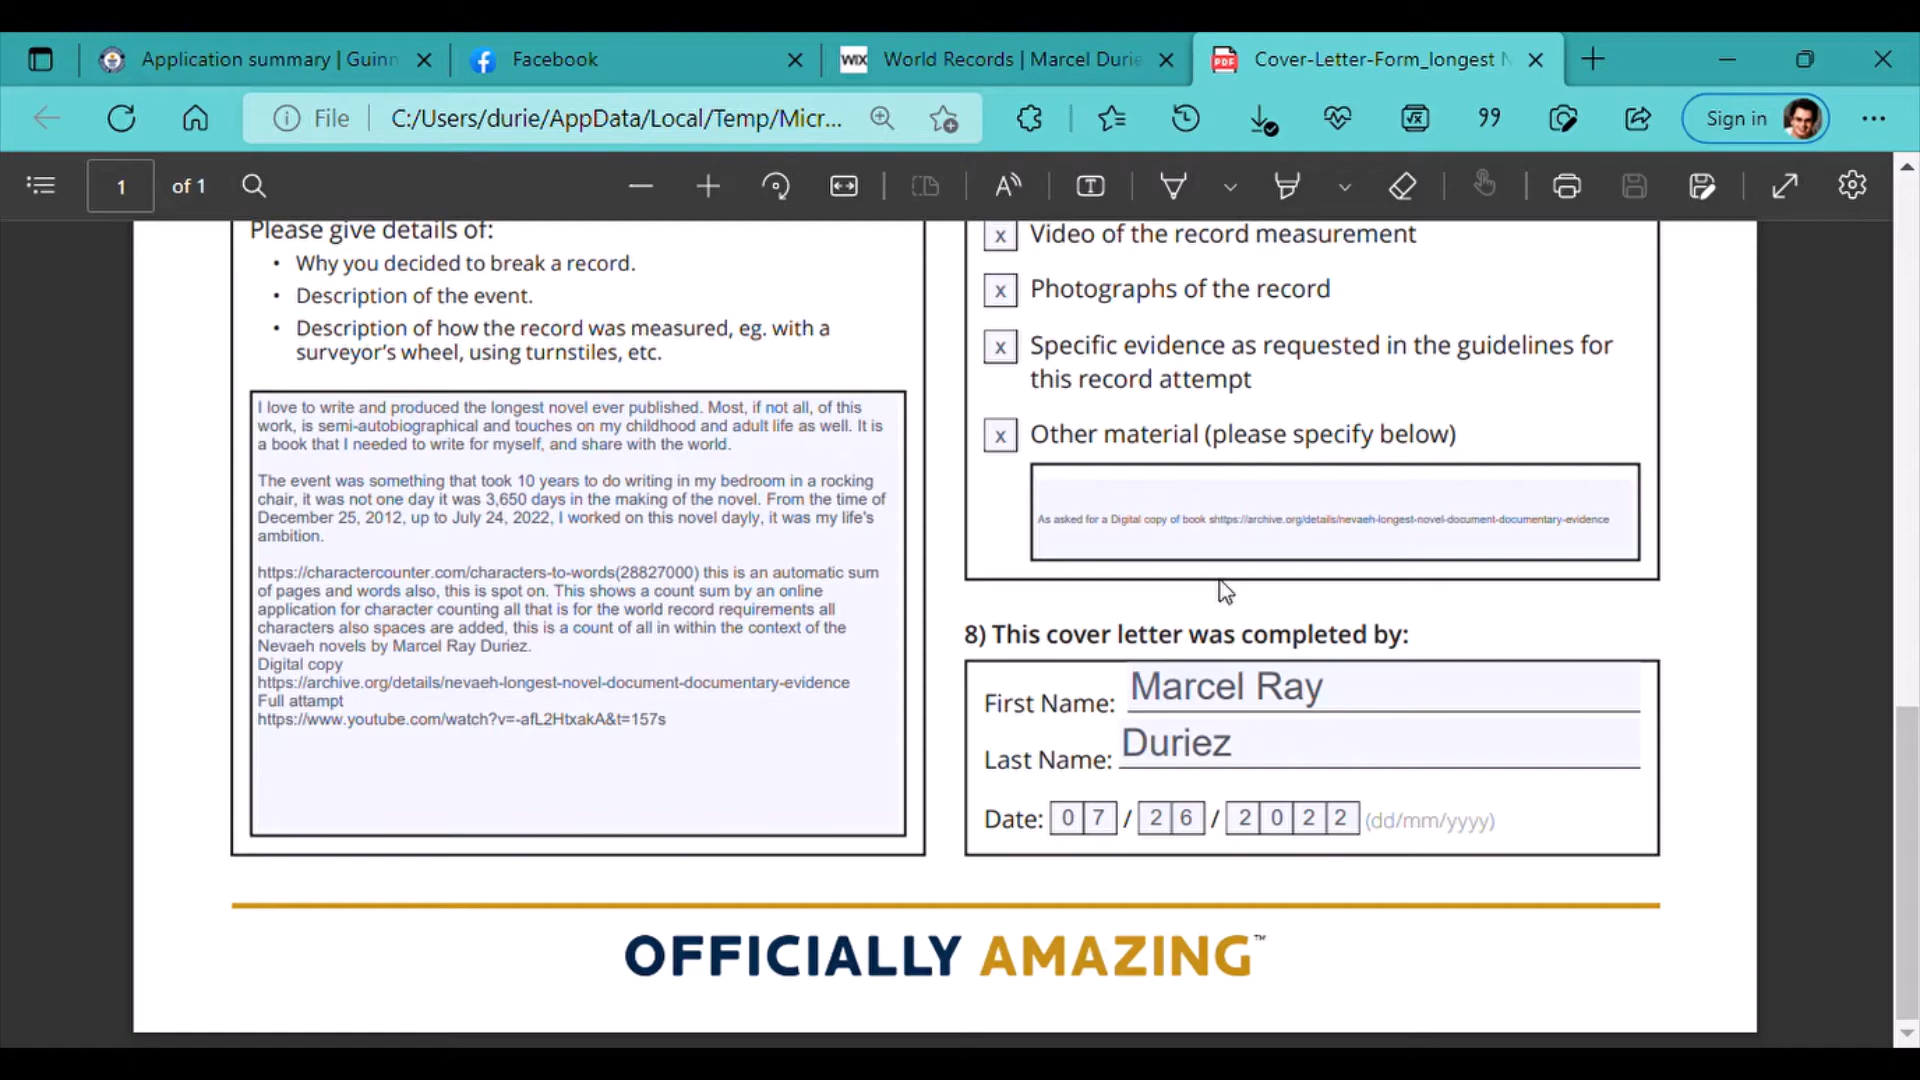 Application summary | Guinn
Facebook
WIX World Records | Marcel Durie
PDF Cover-Letter-Form_longest N
File C:/Users/durie/AppData/Local/Temp/Micr...
Sign in
1 of 1
Please give details of:
• Why you decided to break a record.
• Description of the event.
• Description of how the record was measured, eg. with a
surveyor's wheel, using turnstiles, etc.
I love to write and produced the longest novel ever published. Most, if not all, of this
work, is semi-autobiographical and touches on my childhood and adult life as well. It is
a book that I needed to write for myself, and share with the world.
The event was something that took 10 years to do writing in my bedroom in a rocking
chair, it was not one day it was 3,650 days in the making of the novel. From the time of
December 25, 2012, up to July 24, 2022, I worked on this novel dayly, it was my life's
ambition.
https://charactercounter.com/characters-to-words(28827000) this is an automatic sum
of pages and words also, this is spot on. This shows a count sum by an online
application for character counting all that is for the world record requirements all
characters also spaces are added, this is a count of all in within the context of the
Nevaeh novels by Marcel Ray Duriez.
Digital copy
https://archive.org/details/nevaeh-longest-novel-document-documentary-evidence
Full attampt
https://www.youtube.com/watch?v=-afL2HtxakA&t=157s
x Video of the record measurement
x Photographs of the record
x Specific evidence as requested in the guidelines for
this record attempt
x Other material (please specify below)
As asked for a Digital copy of book shttps://archive.org/details/nevaeh-longest-novel-document-documentary-evidence
8) This cover letter was completed by:
First Name: Marcel Ray
Last Name: Duriez
Date: 07 / 26 / 2022 (dd/mm/yyyy)
OFFICIALLY AMAZING™